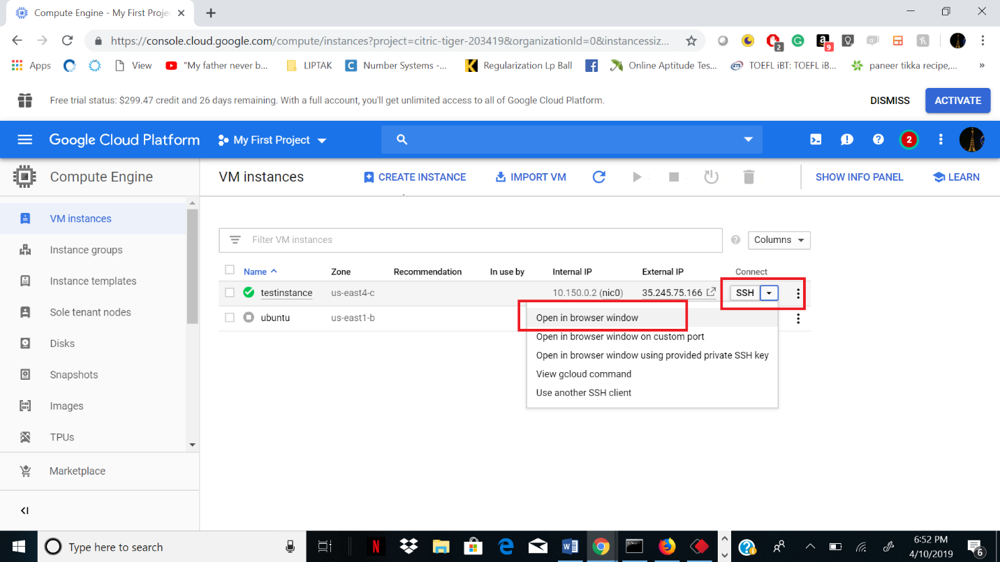 Compute Engine - My First Proje
https://console.cloud.google.com/compute/instances?project=citric-tiger-203419&organizationId=0&instancessiz...
2
9
Apps
View
"My father never b...
LIPTAK
Number Systems -...
Regularization Lp Ball
Online Aptitude Tes...
TOEFL iBT: TOEFL iB...
paneer tikka recipe,...
»
Free trial status: $299.47 credit and 26 days remaining. With a full account, you'll get unlimited access to all of Google Cloud Platform.
DISMISS
ACTIVATE
Google Cloud Platform
My First Project
2
Compute Engine
VM instances
CREATE INSTANCE
IMPORT VM
SHOW INFO PANEL
LEARN
VM instances
Instance groups
Instance templates
Sole tenant nodes
Disks
Snapshots
Images
TPUs
Marketplace
Filter VM instances
Columns
Name Zone Recommendation In use by Internal IP External IP Connect
testinstance us-east4-c 10.150.0.2 (nic0) 35.245.75.166 SSH
ubuntu us-east1-b
Open in browser window
Open in browser window on custom port
Open in browser window using provided private SSH key
View gcloud command
Use another SSH client
Type here to search
6:52 PM
4/10/2019
6